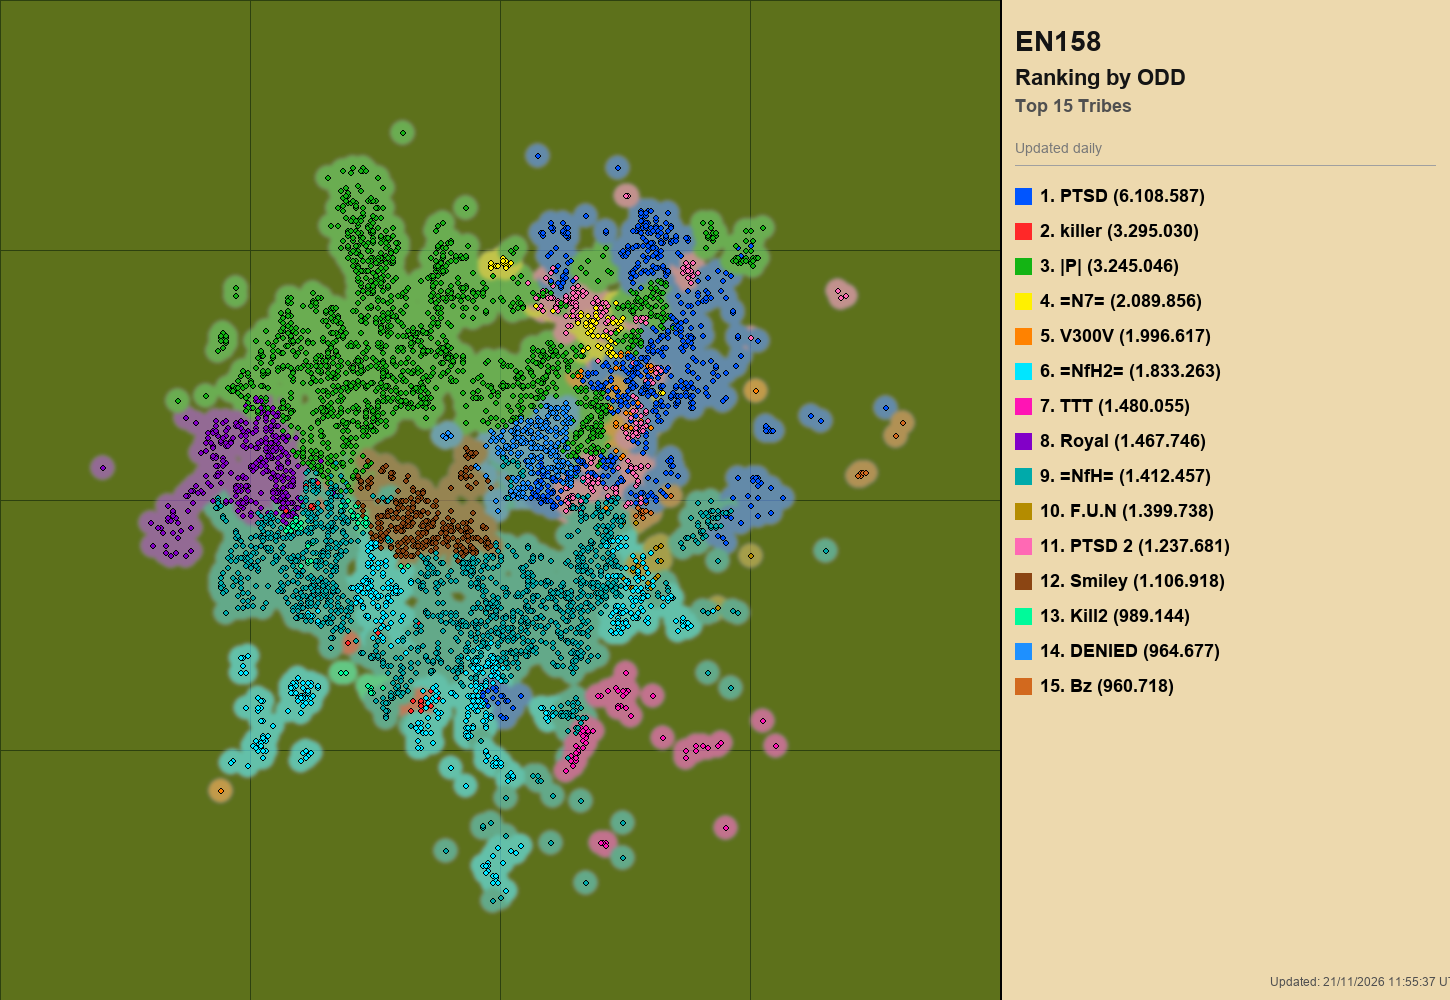 EN158
Ranking by ODD
Top 15 Tribes
Updated daily
1. PTSD (6.108.587)
2. killer (3.295.030)
3. |P| (3.245.046)
4. =N7= (2.089.856)
5. V300V (1.996.617)
6. =NfH2= (1.833.263)
7. TTT (1.480.055)
8. Royal (1.467.746)
9. =NfH= (1.412.457)
10. F.U.N (1.399.738)
11. PTSD 2 (1.237.681)
12. Smiley (1.106.918)
13. Kill2 (989.144)
14. DENIED (964.677)
15. Bz (960.718)
Updated: 21/11/2026 11:55:37 U